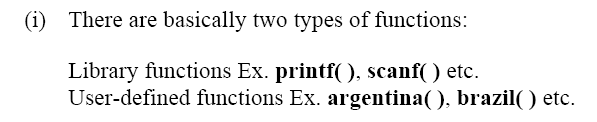 (i) There are basically two types of functions:
Library functions Ex. printf( ), scanf( ) etc.
User-defined functions Ex. argentina( ), brazil( ) etc.